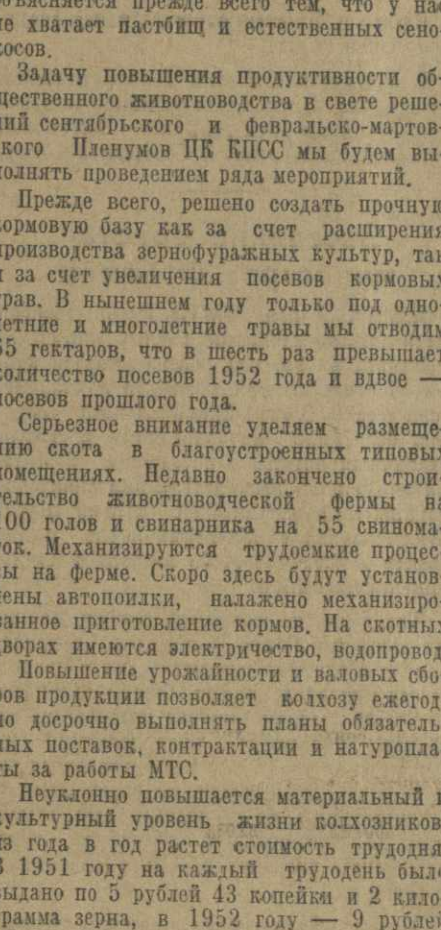 объясняется прежде всего тем, что у нас
не хватает пастбищ и естественных сено-
косов.
Задачу повышения продуктивности об-
щественного животноводства в свете реше-
ний сентябрьского и февральско-мартов-
ского Пленумов ЦК КПСС мы будем вы-
полнять проведением ряда мероприятий.
Прежде всего, решено создать прочную
кормовую базу как за счет расширения
производства зернофуражных культур, так
и за счет увеличения посевов кормовых
трав. В нынешнем году только под одно-
летние и многолетние травы мы отводим
65 гектаров, что в шесть раз превышает
количество посевов 1952 года и вдвое —
посевов прошлого года.
Серьезное внимание уделяем размеще-
нию скота в благоустроенных типовых
помещениях. Недавно закончено строи-
тельство животноводческой фермы на
100 голов и свинарника на 55 свинома-
ток. Механизируются трудоемкие процес-
сы на ферме. Скоро здесь будут установ-
лены автопоилки, налажено механизиро-
ванное приготовление кормов. На скотных
дворах имеются электричество, водопровод.
Повышение урожайности и валовых сбо-
ров продукции позволяет колхозу ежегод-
но досрочно выполнять планы обязатель-
ных поставок, контрактации и натуропла-
ты за работы МТС.
Неуклонно повышается материальный и
культурный уровень жизни колхозников.
Из года в год растет стоимость трудодня.
В 1951 году на каждый трудодень было
выдано по 5 рублей 43 копейки и 2 кило-
грамма зерна, в 1952 году — 9 рублей